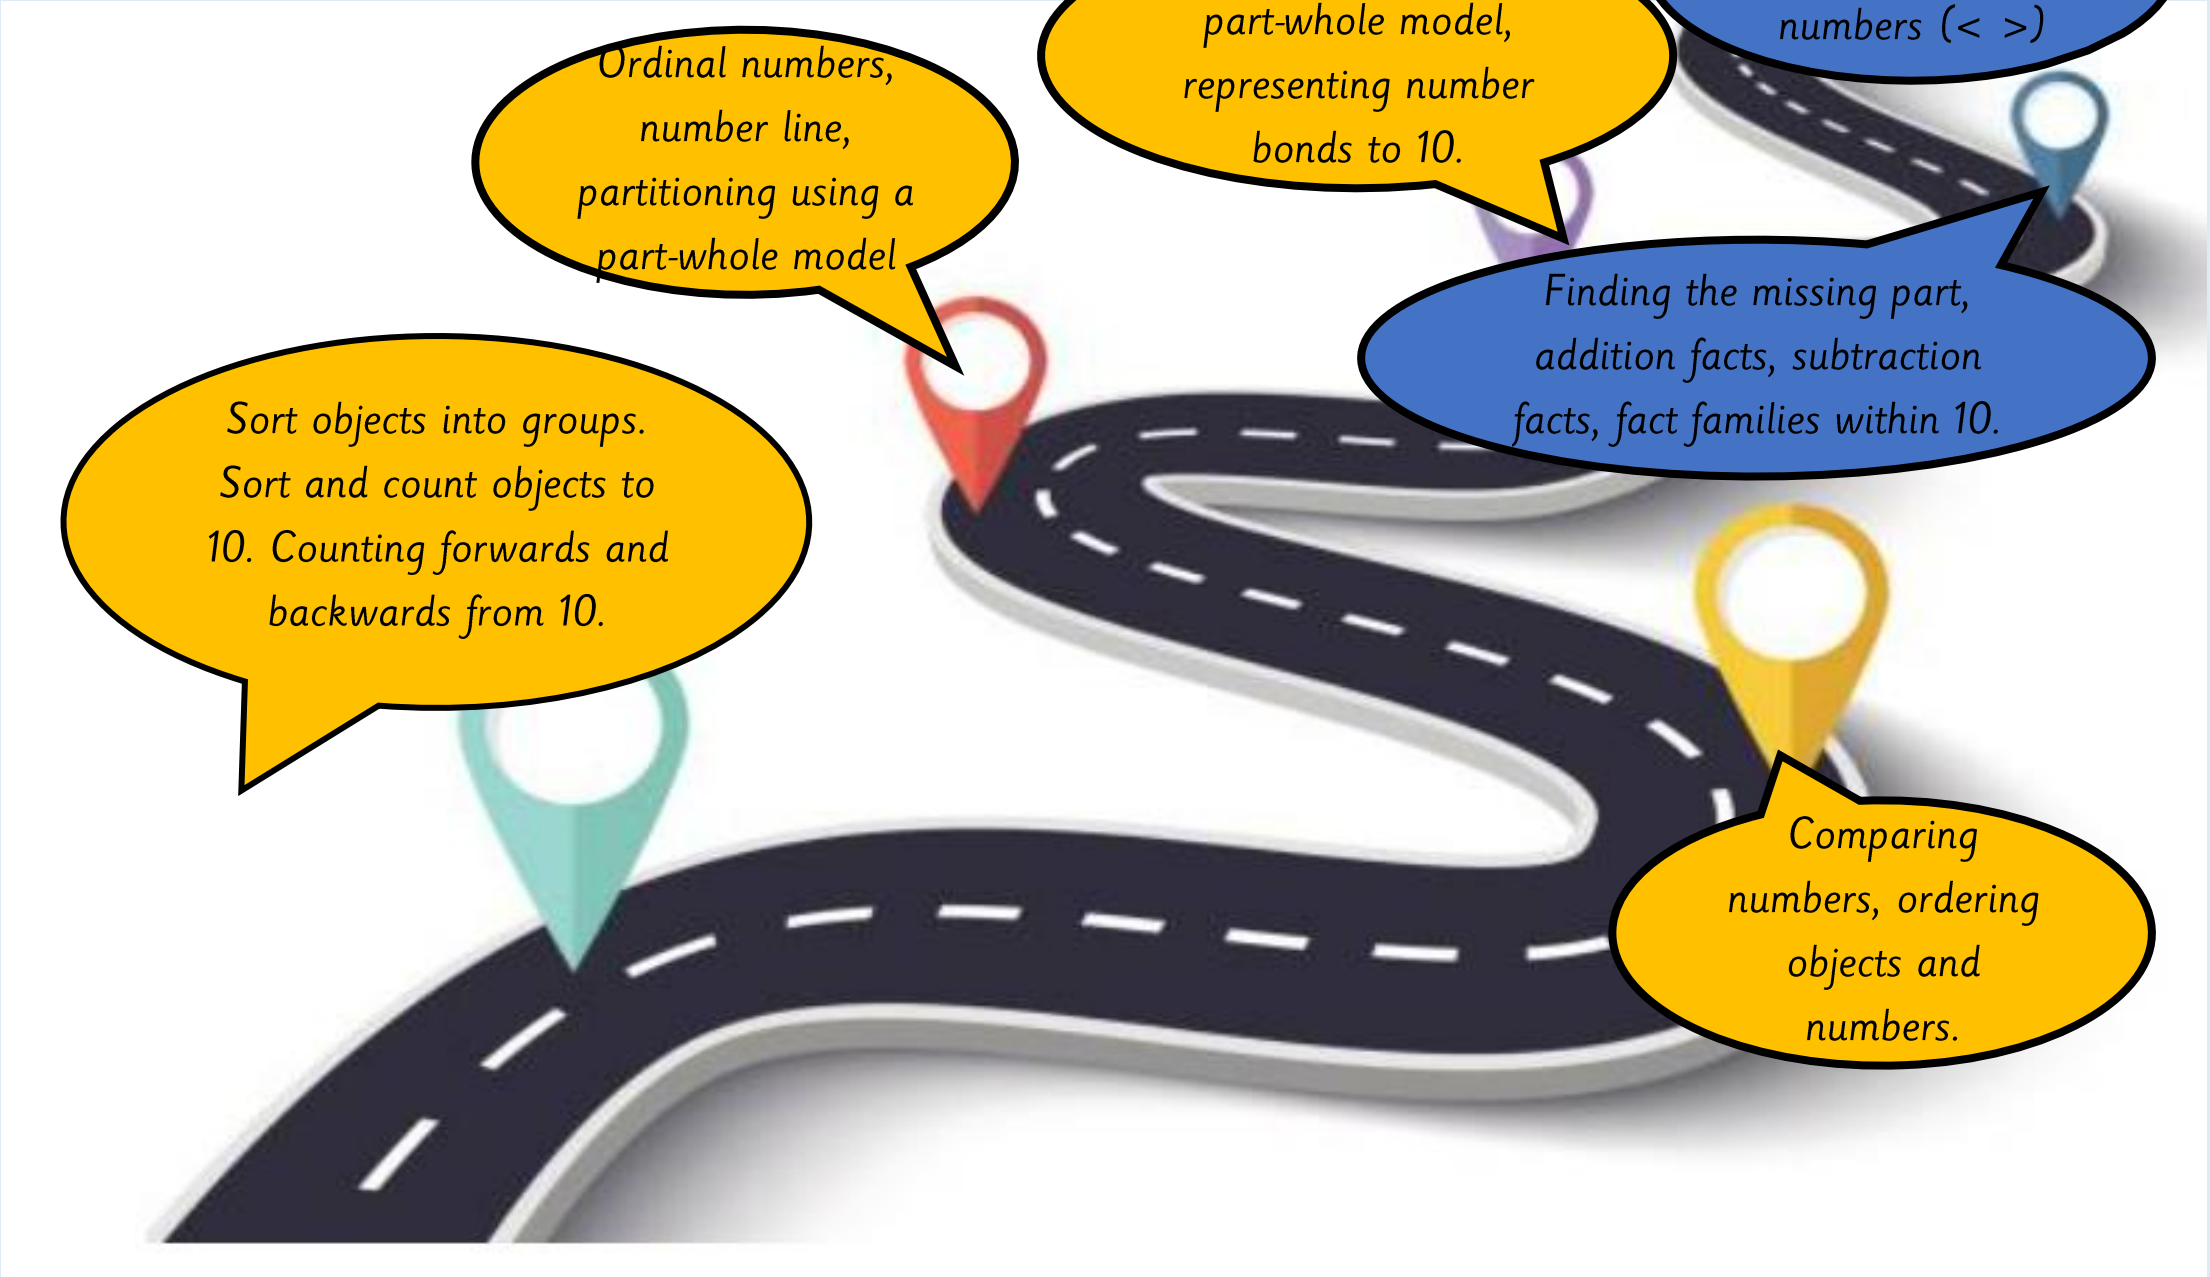 part-whole model,
representing number
bonds to 10.
numbers (< >)
Ordinal numbers,
number line,
partitioning using a
part-whole model
Finding the missing part,
addition facts, subtraction
facts, fact families within 10.
Sort objects into groups.
Sort and count objects to
10. Counting forwards and
backwards from 10.
Comparing
numbers, ordering
objects and
numbers.